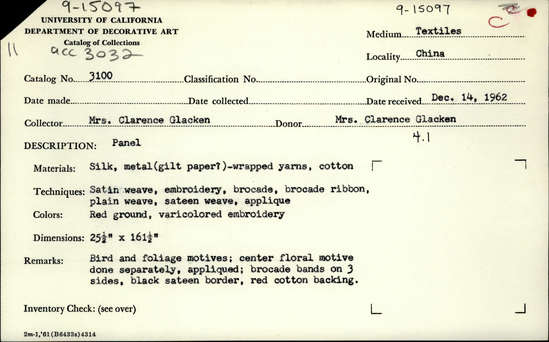 9-15097
9-15097
C
UNIVERSITY OF CALIFORNIA
DEPARTMENT OF DECORATIVE ART
Catalog of Collections
11
acc 3032
Medium Textiles
Locality China
Catalog No. 3100 Classification No. Original No.
Date made Date collected Date received Dec. 14, 1962
Collector Mrs. Clarence Glacken Donor Mrs. Clarence Glacken
4.1
DESCRIPTION: Panel
Materials: Silk, metal(gilt paper?)-wrapped yarns, cotton
Techniques: Satin weave, embroidery, brocade, brocade ribbon,
plain weave, sateen weave, applique
Colors: Red ground, varicolored embroidery
Dimensions: 25½" x 161½"
Remarks: Bird and foliage motives; center floral motive
done separately, appliqued; brocade bands on 3
sides, black sateen border, red cotton backing.
Inventory Check: (see over)
2m-1,'61(B6433s)4314